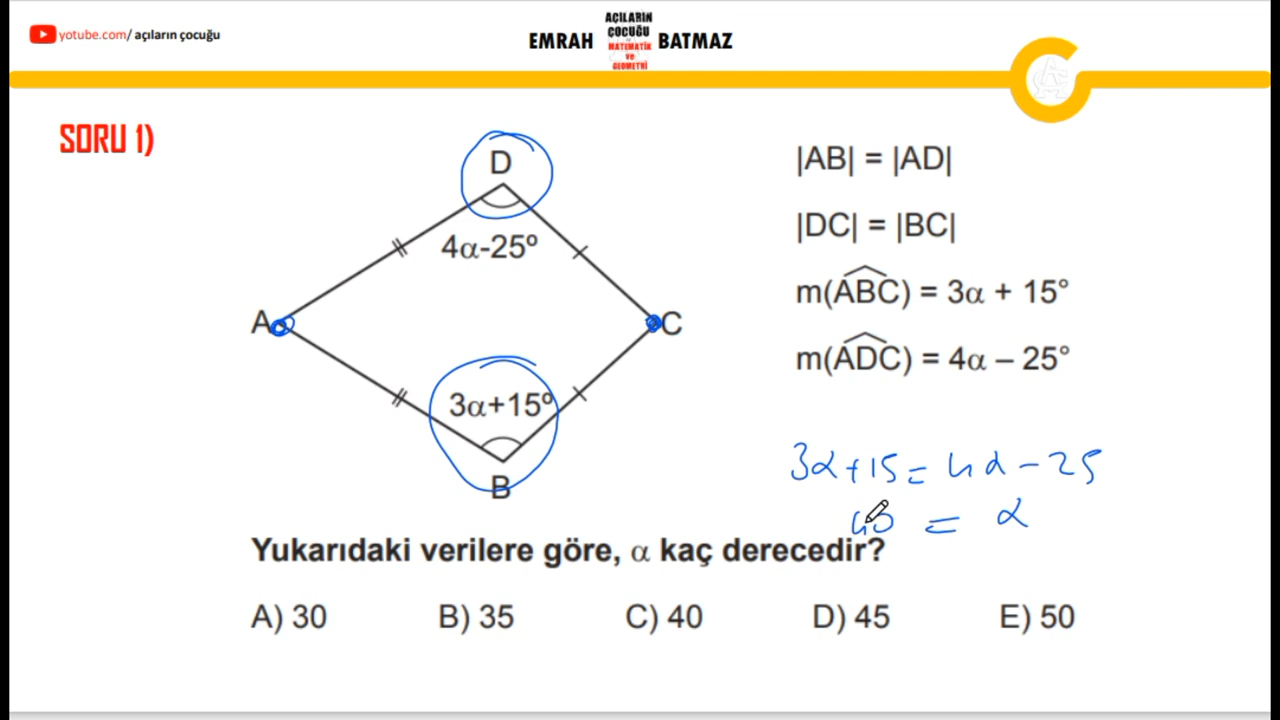 yotube.com/ açıların çocuğu
EMRAH
AÇILARIN
ÇOCUĞU
MATEMATİK
ve
GEOMETRİ
BATMAZ
SORU 1)
D
4α-25º
A
C
3α+15º
B
|AB| = |AD|
|DC| = |BC|
m(ABC) = 3α + 15°
m(ADC) = 4α – 25°
3α+15 = 4α - 25
40 = α
Yukarıdaki verilere göre, α kaç derecedir?
A) 30 B) 35 C) 40 D) 45 E) 50